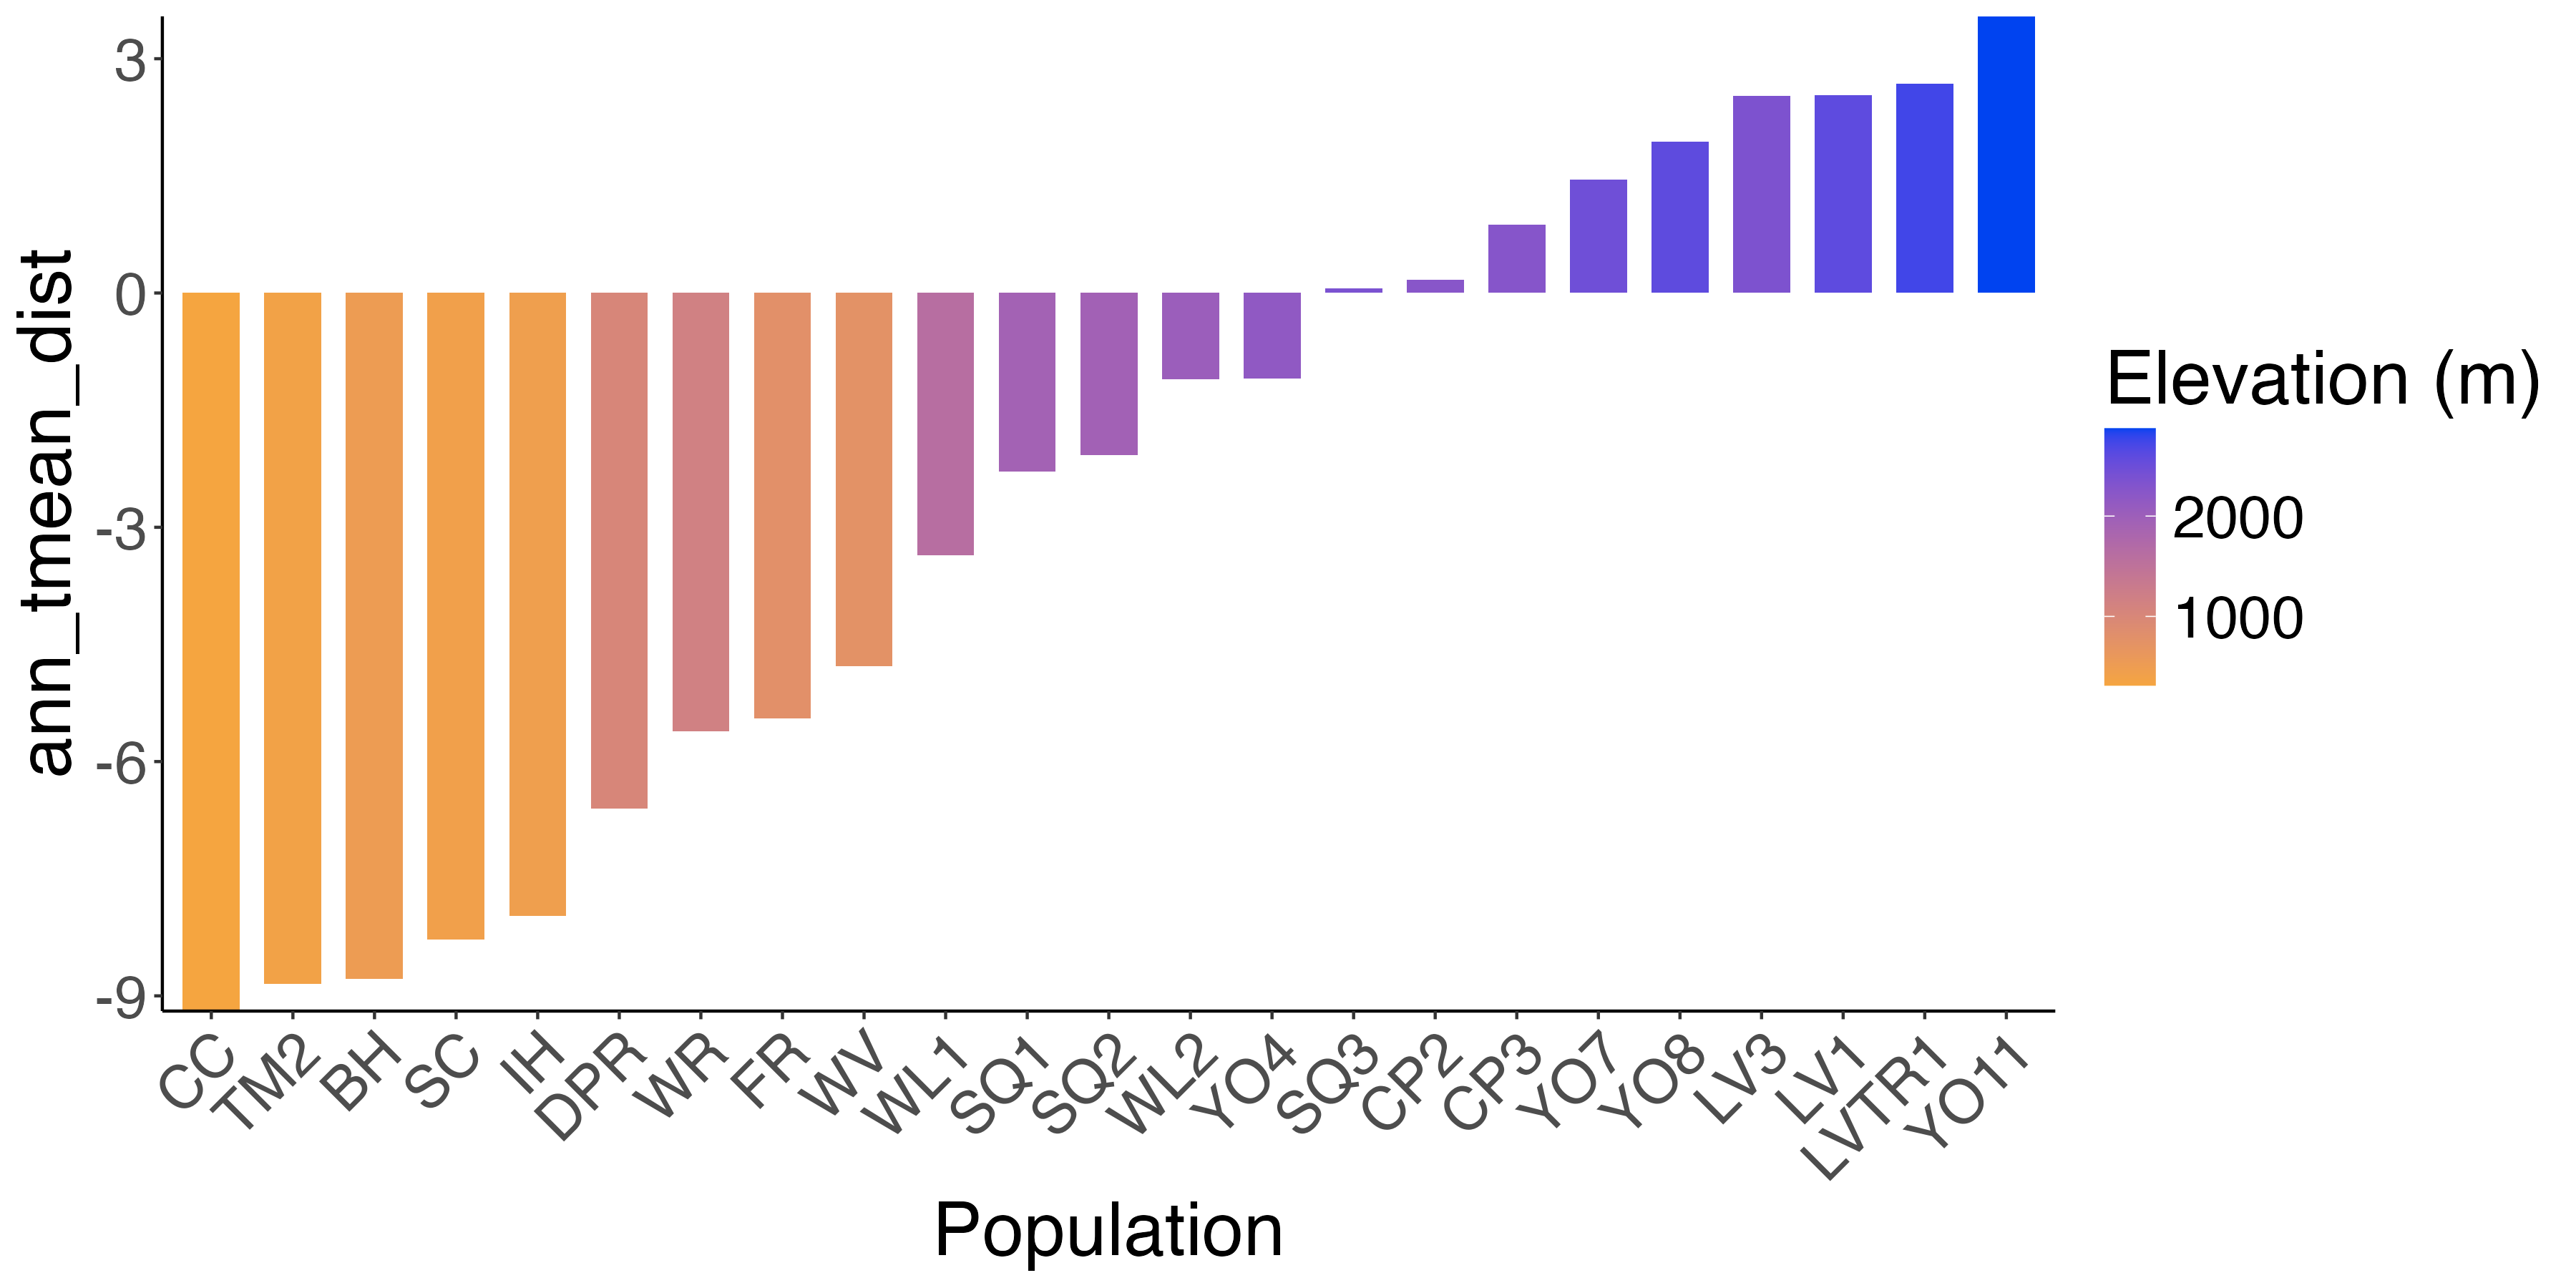 ann_tmean_dist
3
0
-3
-6
-9
CC
TM2
BH
SC
IH
DPR
WR
FR
WV
WL1
SQ1
SQ2
WL2
YO4
SQ3
CP2
CP3
YO7
YO8
LV3
LV1
LVTR1
YO11
Population
Elevation (m)
2000
1000